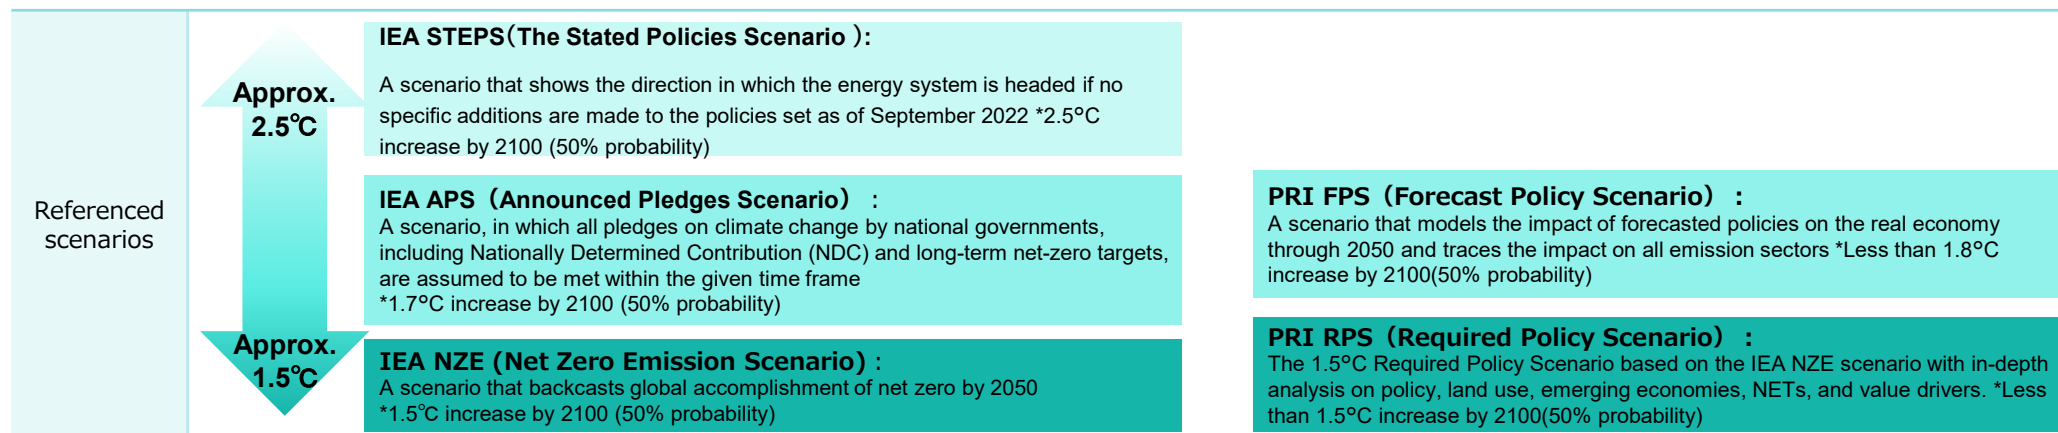 Referenced
scenarios
Approx.
2.5℃
Approx.
1.5℃
IEA STEPS（The Stated Policies Scenario ）:
A scenario that shows the direction in which the energy system is headed if no
specific additions are made to the policies set as of September 2022 *2.5°C
increase by 2100 (50% probability)
IEA APS（Announced Pledges Scenario）：
A scenario, in which all pledges on climate change by national governments,
including Nationally Determined Contribution (NDC) and long-term net-zero targets,
are assumed to be met within the given time frame
*1.7°C increase by 2100 (50% probability)
IEA NZE (Net Zero Emission Scenario)：
A scenario that backcasts global accomplishment of net zero by 2050
*1.5℃ increase by 2100 (50% probability)
PRI FPS（Forecast Policy Scenario）：
A scenario that models the impact of forecasted policies on the real economy
through 2050 and traces the impact on all emission sectors *Less than 1.8°C
increase by 2100(50% probability)
PRI RPS（Required Policy Scenario）：
The 1.5°C Required Policy Scenario based on the IEA NZE scenario with in-depth
analysis on policy, land use, emerging economies, NETs, and value drivers. *Less
than 1.5°C increase by 2100(50% probability)